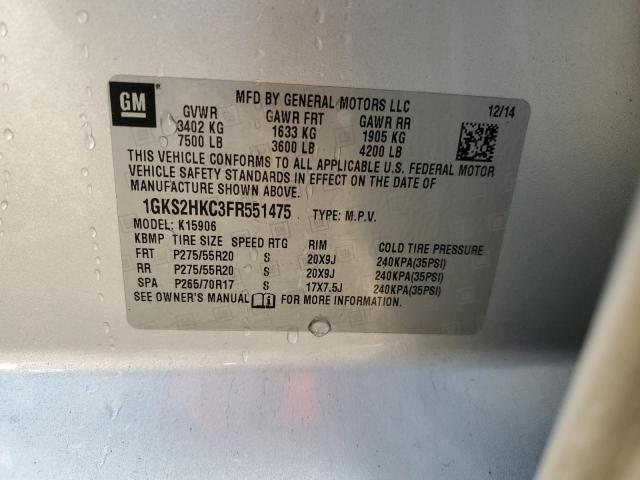 GM
MFD BY GENERAL MOTORS LLC
12/14
GVWR GAWR FRT GAWR RR
3402 KG 1633 KG 1905 KG
7500 LB 3600 LB 4200 LB
THIS VEHICLE CONFORMS TO ALL APPLICABLE U.S. FEDERAL MOTOR
VEHICLE SAFETY STANDARDS IN EFFECT ON THE DATE OF
MANUFACTURE SHOWN ABOVE.
1GKS2HKC3FR551475 TYPE: M.P.V.
MODEL: K15906
KBMP TIRE SIZE SPEED RTG RIM COLD TIRE PRESSURE
FRT P275/55R20 S 20X9J 240KPA(35PSI)
RR P275/55R20 S 20X9J 240KPA(35PSI)
SPA P265/70R17 S 17X7.5J 240KPA(35PSI)
SEE OWNER'S MANUAL FOR MORE INFORMATION.